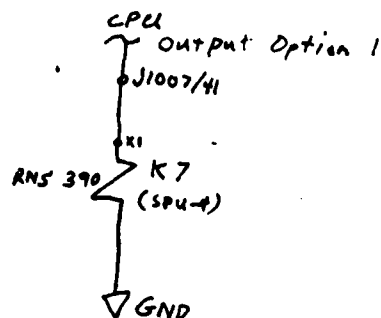 CPU
Output Option 1
J1007/41
X1
RNS 390
K7
(SPU-4)
GND